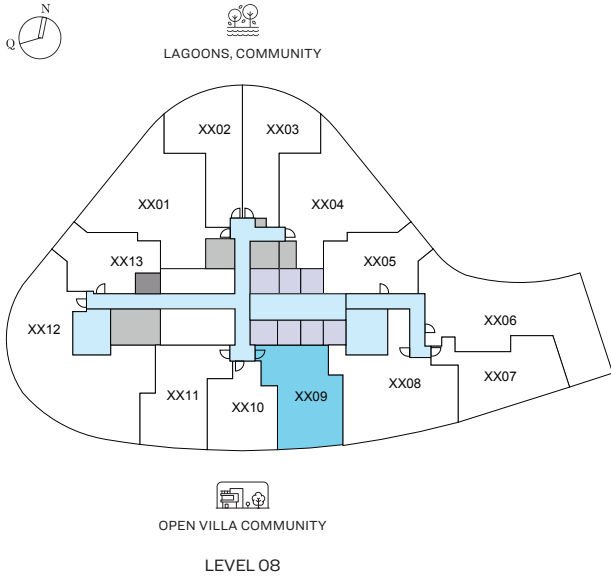 N
Q
LAGOONS, COMMUNITY
XX02
XX03
XX01
XX04
XX13
XX05
XX12
XX06
XX11
XX10
XX09
XX08
XX07
OPEN VILLA COMMUNITY
LEVEL 08